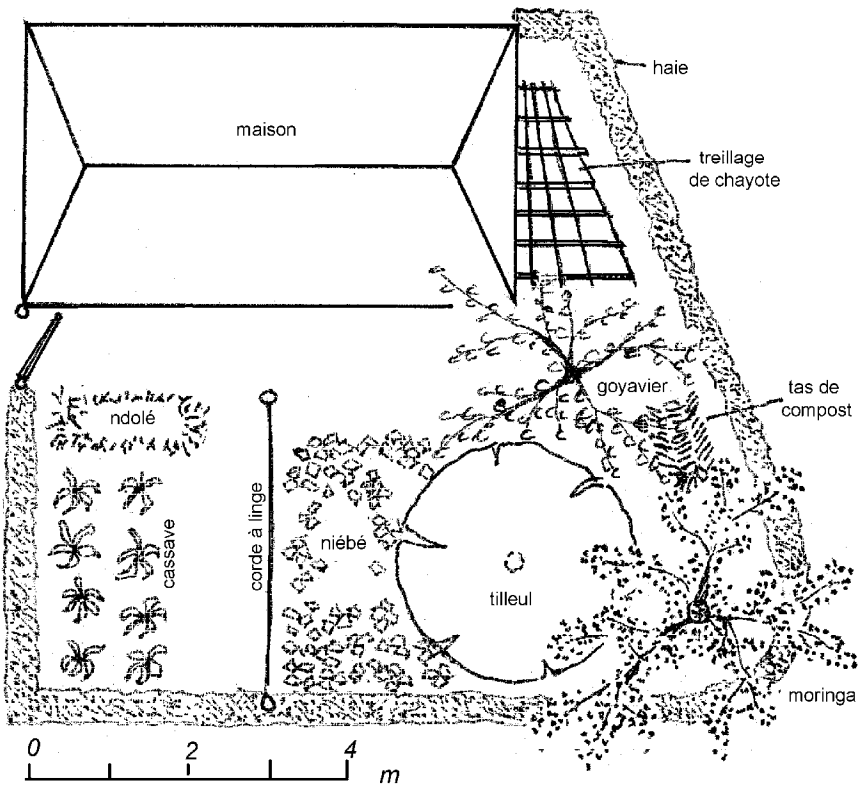 haie
maison
treillage
de chayote
goyavier
tas de
compost
ndolé
cassave
corde à linge
niébé
tilleul
moringa
0 2 4
m